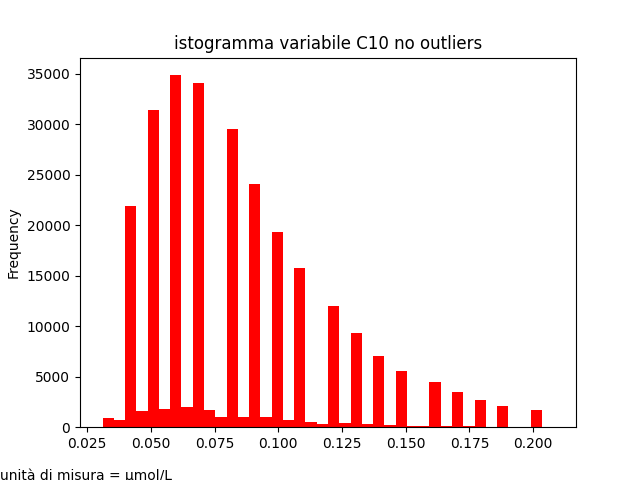 istogramma variabile C10 no outliers
Frequency
35000
30000
25000
20000
15000
10000
5000
0
0.025 0.050 0.075 0.100 0.125 0.150 0.175 0.200
unità di misura = μmol/L